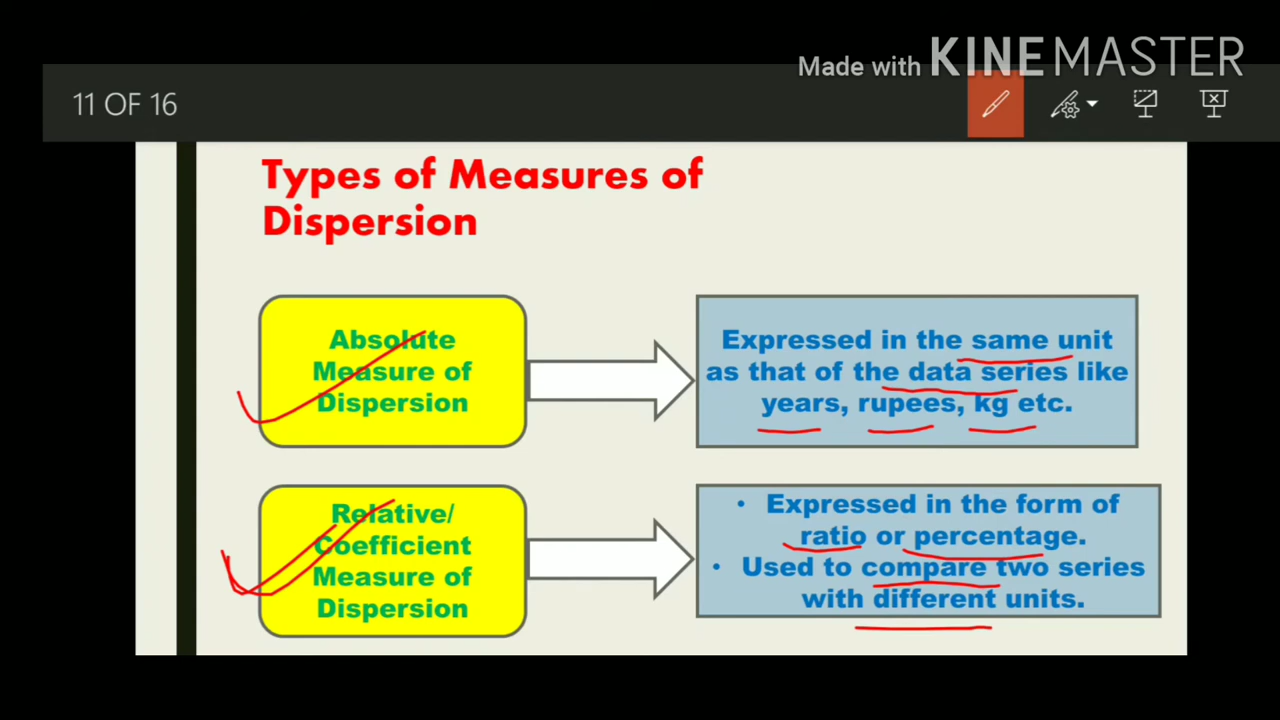 Made with KINEMASTER
11 OF 16
Types of Measures of
Dispersion
Absolute
Measure of
Dispersion
Expressed in the same unit
as that of the data series like
years, rupees, kg etc.
Relative/
Coefficient
Measure of
Dispersion
• Expressed in the form of
ratio or percentage.
• Used to compare two series
with different units.